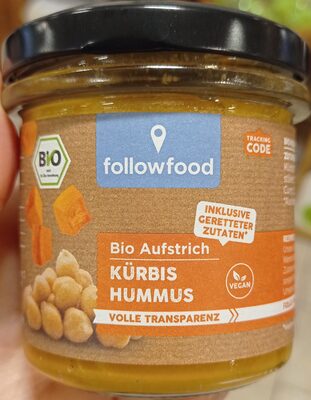 TRACKING
CODE
BIO
followfood
INKLUSIVE
GERETTETER
ZUTATEN*
Bio Aufstrich
KÜRBIS
HUMMUS
VEGAN
VOLLE TRANSPARENZ